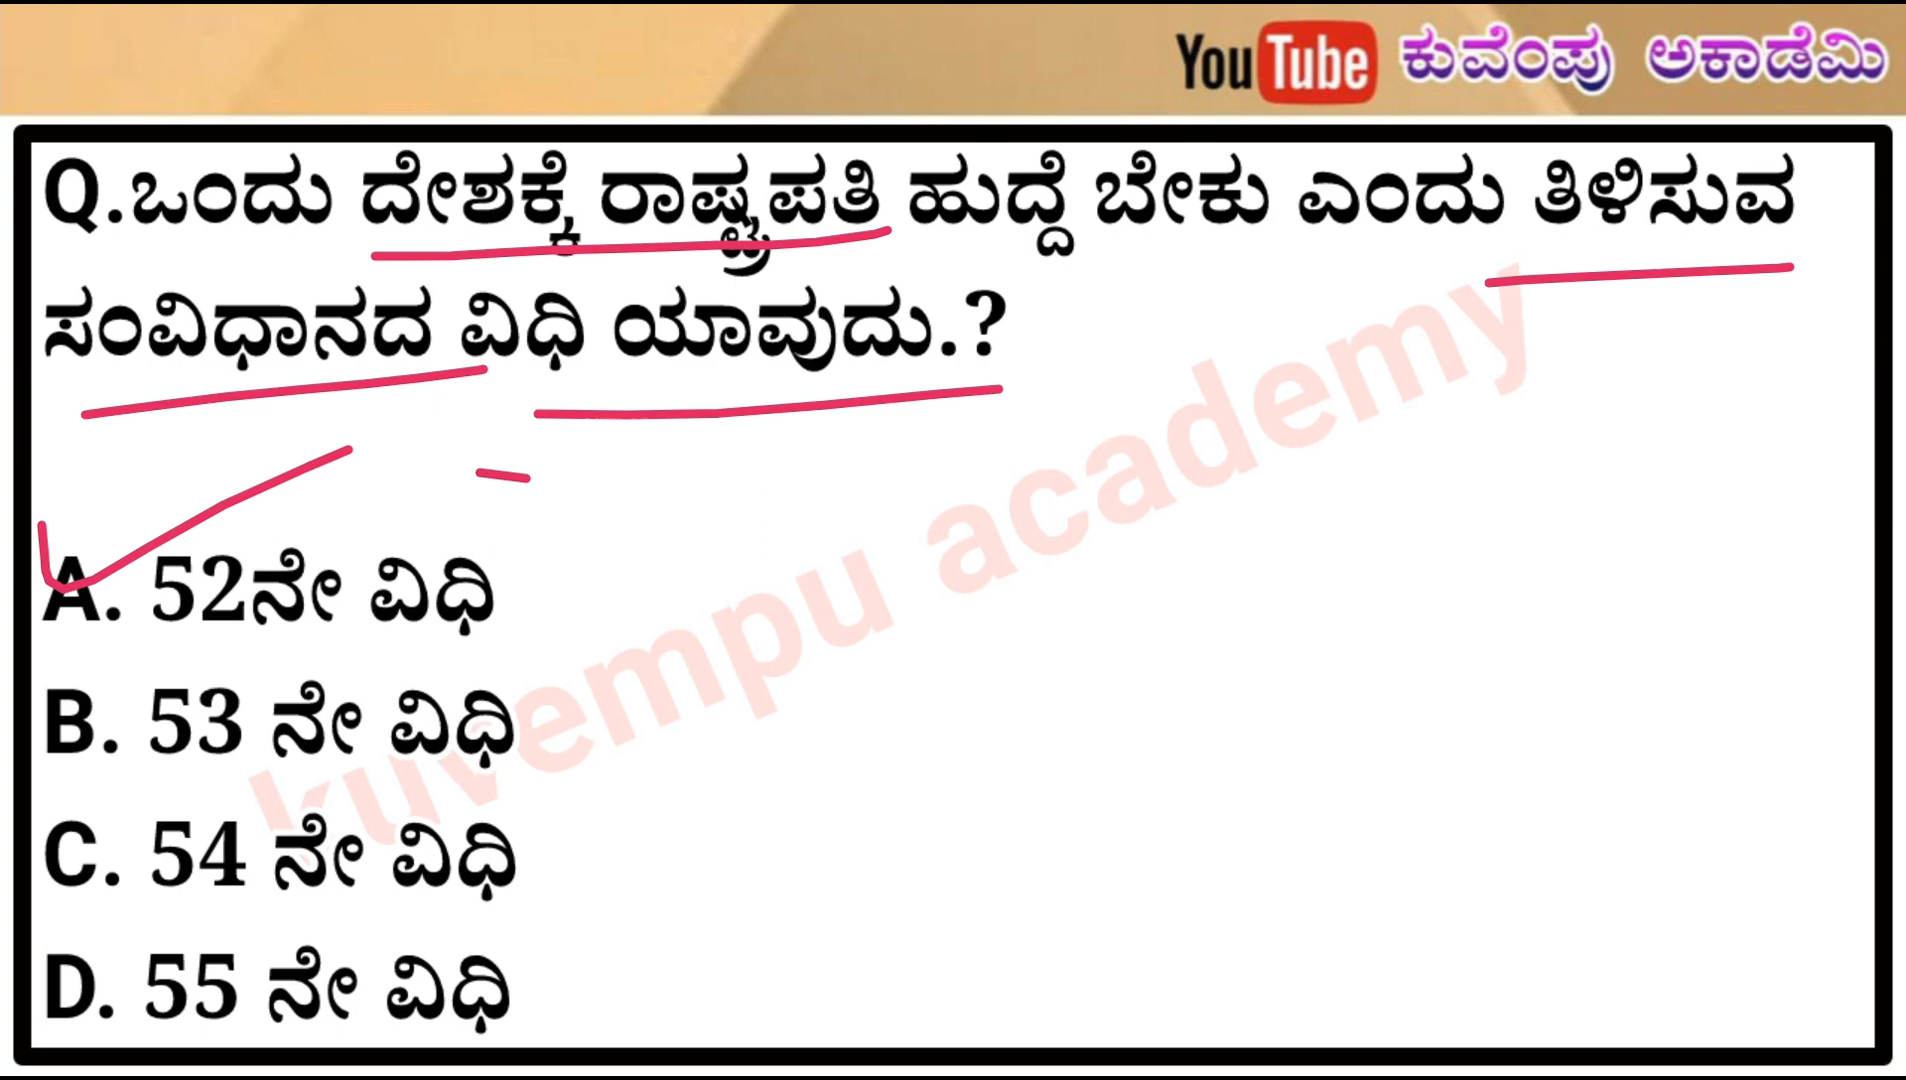 YouTube ಕುವೆಂಪು ಅಕಾಡೆಮಿ
Q.ಒಂದು ದೇಶಕ್ಕೆ ರಾಷ್ಟ್ರಪತಿ ಹುದ್ದೆ ಬೇಕು ಎಂದು ತಿಳಿಸುವ
ಸಂವಿಧಾನದ ವಿಧಿ ಯಾವುದು.?
A. 52ನೇ ವಿಧಿ
B. 53 ನೇ ವಿಧಿ
C. 54 ನೇ ವಿಧಿ
D. 55 ನೇ ವಿಧಿ
kuvempu academy